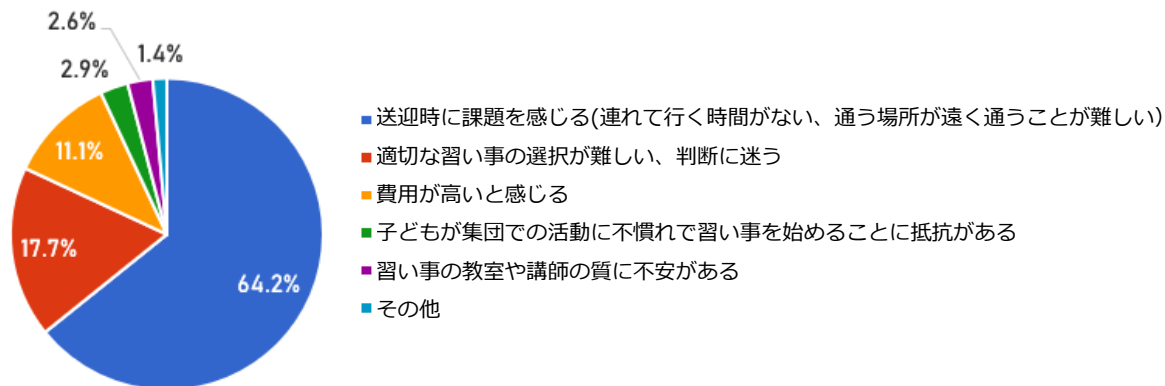 2.6%
1.4%
2.9%
11.1%
17.7%
64.2%
送迎時に課題を感じる(連れて行く時間がない、通う場所が遠く通うことが難しい）
適切な習い事の選択が難しい、判断に迷う
費用が高いと感じる
子どもが集団での活動に不慣れで習い事を始めることに抵抗がある
習い事の教室や講師の質に不安がある
その他